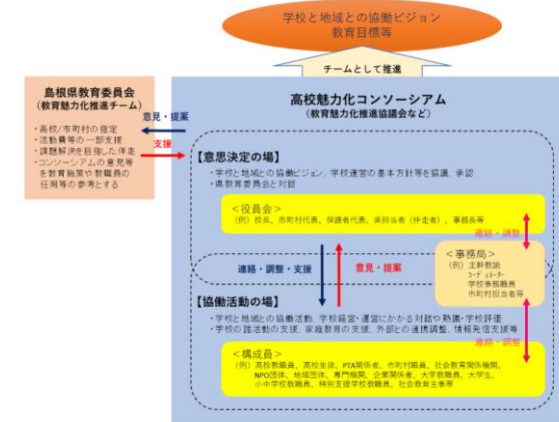 学校と地域との協働ビジョン
教育目標等
チームとして推進
島根県教育委員会
(教育魅力化推進チーム)
・高校/市町村の指定
・活動費等の一部支援
・課題解決を目指した伴走
・コンソーシアムの意見等
を教育施策や教職員の
任用等の参考とする
意見・提案
支援
高校魅力化コンソーシアム
(教育魅力化推進協議会など)
【意思決定の場】
・学校と地域との協働ビジョン、学校運営の基本方針等を協議、承認
・県教育委員会と対話
＜役員会＞
(例) 校長、市町村代表、保護者代表、県担当者（伴走者）、事務長等
連絡・調整
＜事務局＞
(例) 主幹教諭
コーディネーター
学校事務職員
市町村担当者等
連絡・調整・支援
意見・提案
【協働活動の場】
・学校と地域との協働活動、学校経営・運営にかかる対話や熟議・学校評価
・学校の諸活動の支援、家庭教育の支援、外部との連携調整、情報発信支援等
連絡・調整
＜構成員＞
(例) 高校教職員、高校生徒、PTA関係者、市町村職員、社会教育関係機関、
NPO団体、地域団体、専門機関、企業関係者、大学教職員、大学生、
小中学校教職員、特別支援学校教職員、社会教育主事等